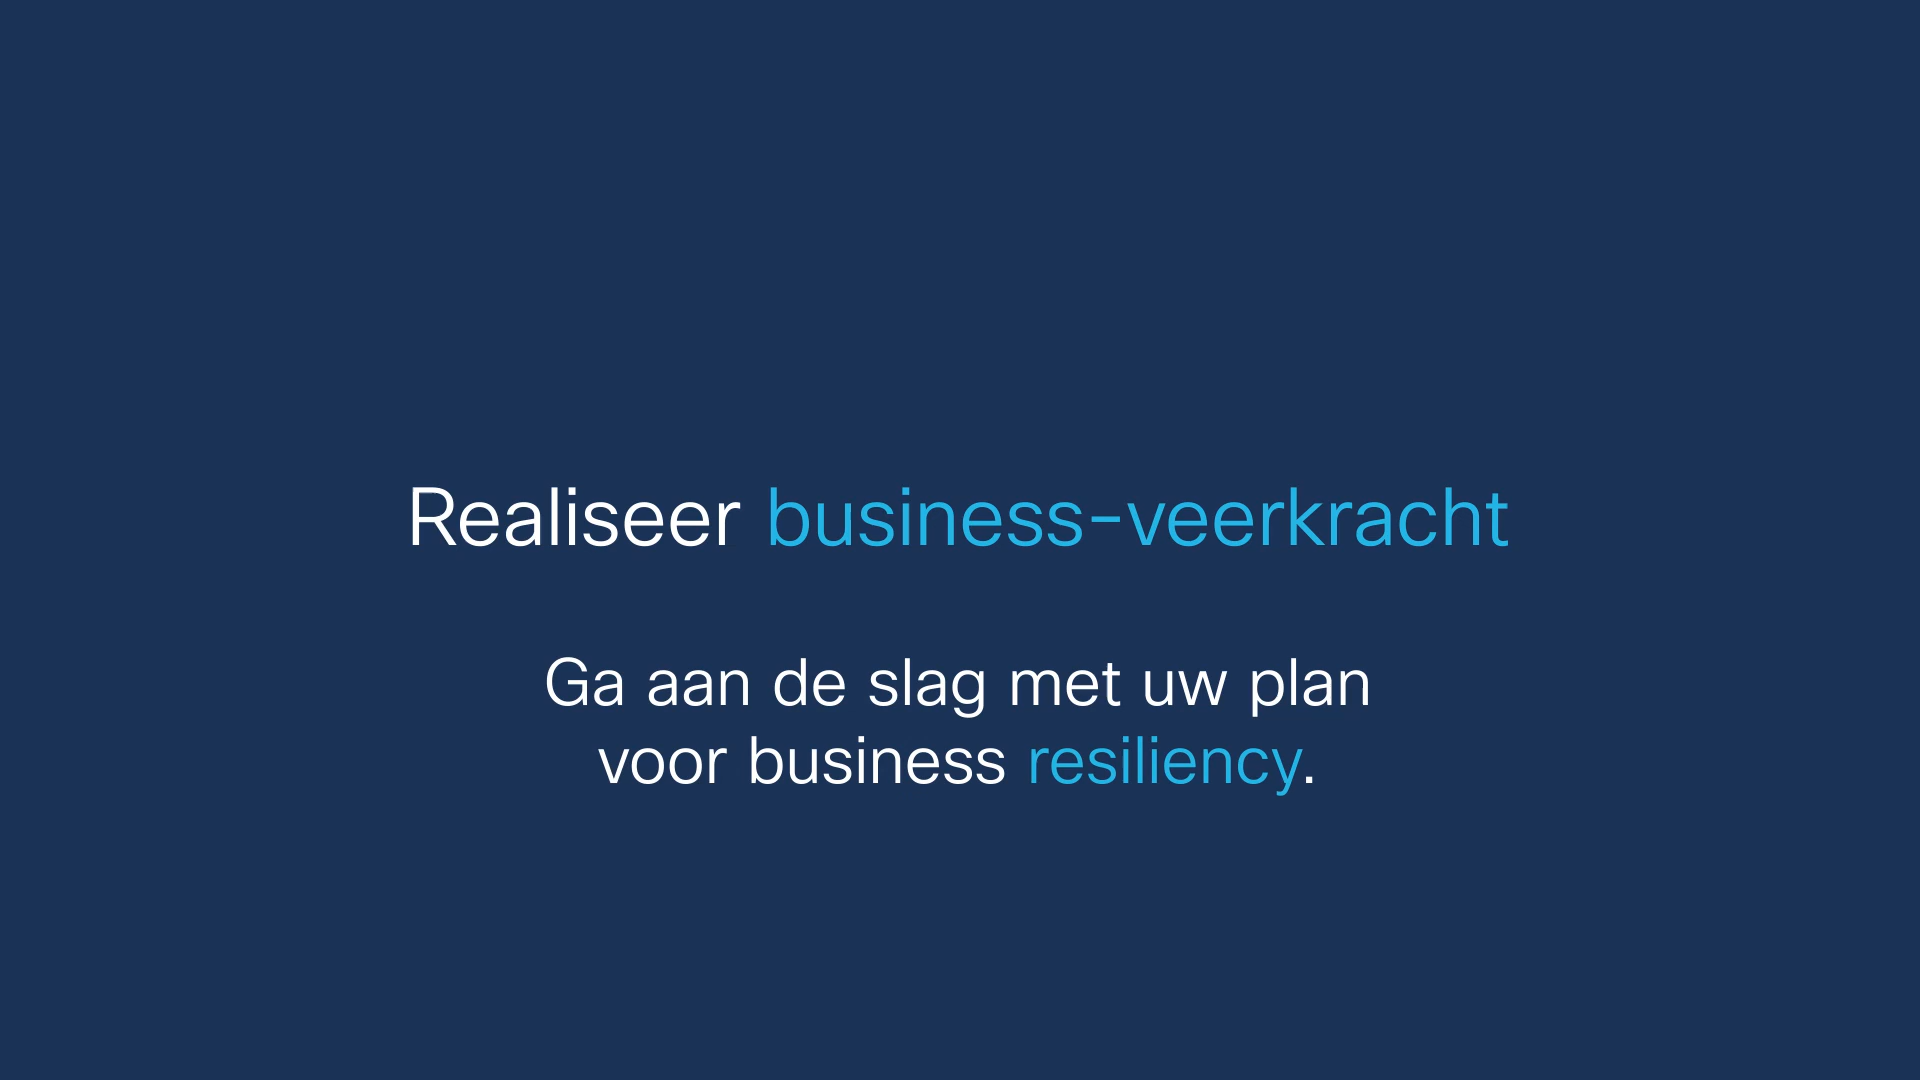 Realiseer business-veerkracht
Ga aan de slag met uw plan
voor business resiliency.